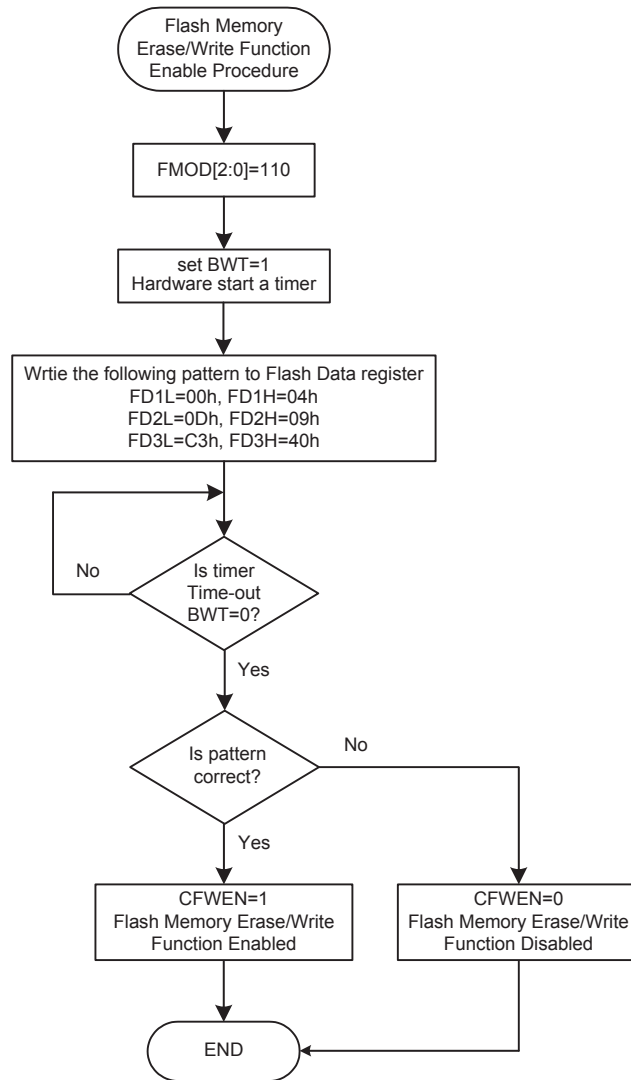 Flash Memory
Erase/Write Function
Enable Procedure
FMOD[2:0]=110
set BWT=1
Hardware start a timer
Wrtie the following pattern to Flash Data register
FD1L=00h, FD1H=04h
FD2L=0Dh, FD2H=09h
FD3L=C3h, FD3H=40h
No
Is timer
Time-out
BWT=0?
Yes
Is pattern
correct?
No
Yes
CFWEN=1
Flash Memory Erase/Write
Function Enabled
CFWEN=0
Flash Memory Erase/Write
Function Disabled
END